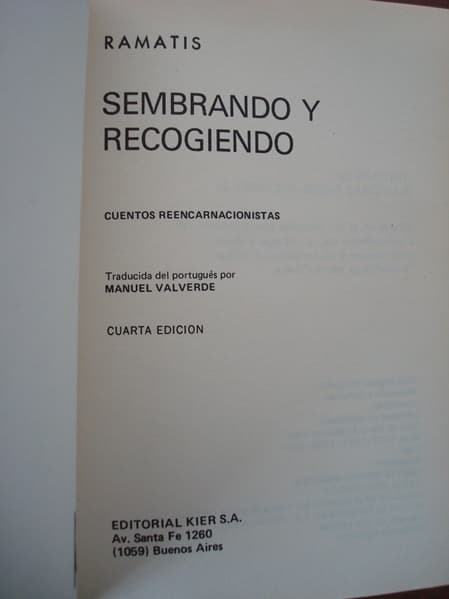 RAMATIS
SEMBRANDO Y
RECOGIENDO
CUENTOS REENCARNACIONISTAS
Traducida del portugués por
MANUEL VALVERDE
CUARTA EDICION
EDITORIAL KIER S.A.
Av. Santa Fe 1260
(1059) Buenos Aires